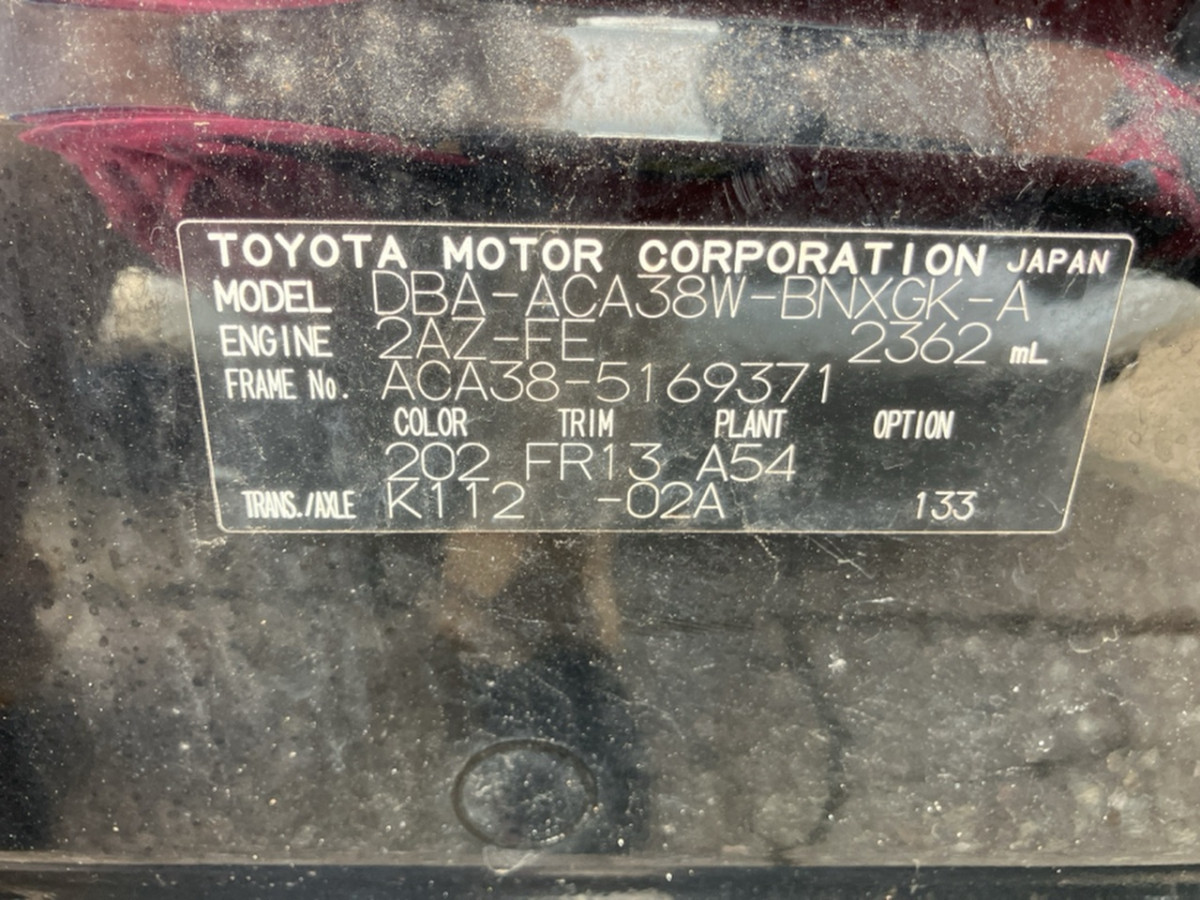 TOYOTA MOTOR CORPORATION JAPAN
MODEL DBA-ACA38W-BNXGK-A
ENGINE 2AZ-FE 2362 mL
FRAME No. ACA38-5169371
COLOR TRIM PLANT OPTION
202 FR13 A54
TRANS./AXLE K112 -02A 133